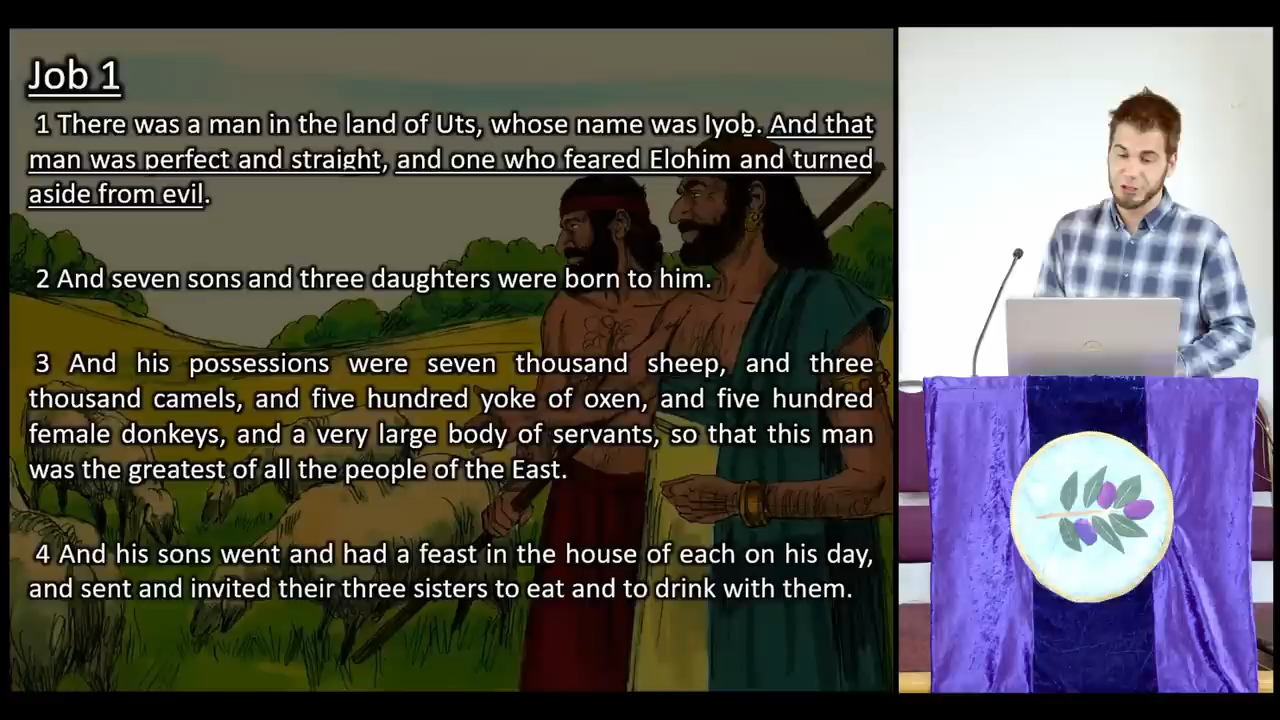 Job 1
1 There was a man in the land of Uts, whose name was Iyoḇ. And that
man was perfect and straight, and one who feared Elohim and turned
aside from evil.
2 And seven sons and three daughters were born to him.
3 And his possessions were seven thousand sheep, and three
thousand camels, and five hundred yoke of oxen, and five hundred
female donkeys, and a very large body of servants, so that this man
was the greatest of all the people of the East.
4 And his sons went and had a feast in the house of each on his day,
and sent and invited their three sisters to eat and to drink with them.